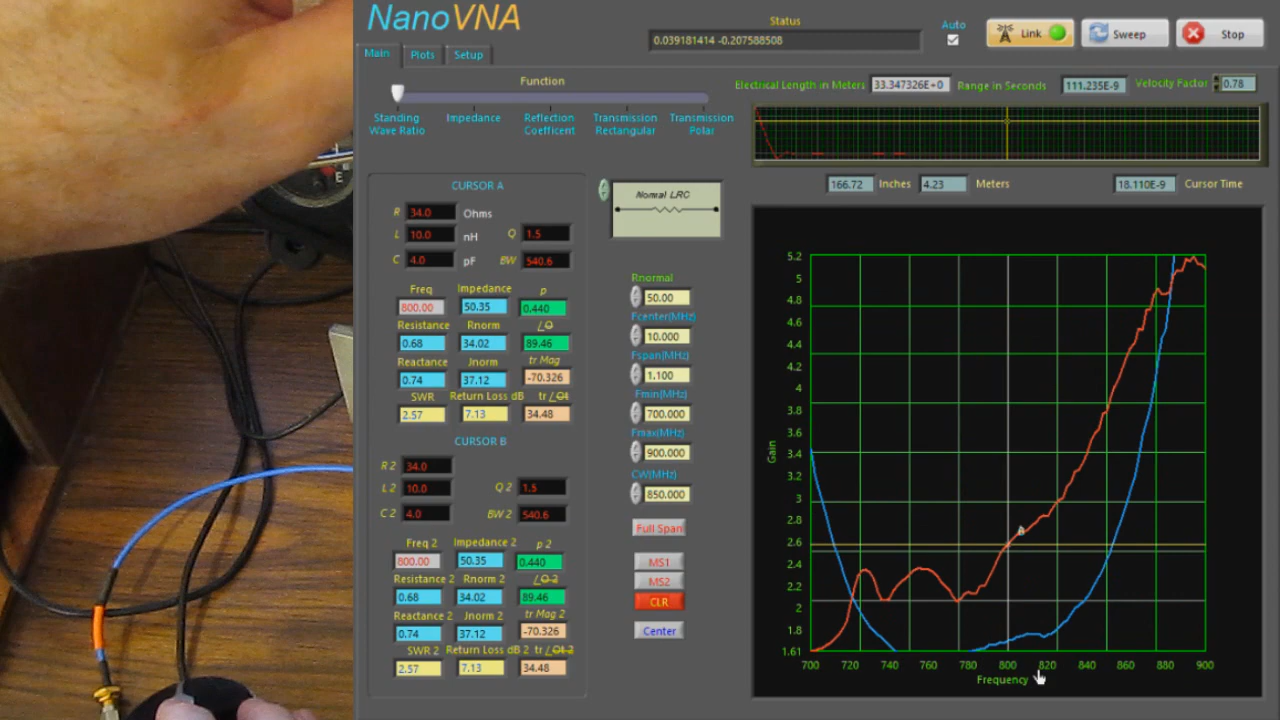 NanoVNA
Status
0.039181414 -0.207588508
Auto
Link
Sweep
Stop
Main
Plots
Setup
Function
Standing Wave Ratio
Impedance
Reflection Coefficent
Transmission Rectangular
Transmission Polar
Electrical Length in Meters 33.347326E+0 Range in Seconds 111.235E-9 Velocity Factor 0.78
166.72 Inches 4.23 Meters 18.110E-9 Cursor Time
CURSOR A
R 34.0 Ohms
L 10.0 nH Q 1.5
C 4.0 pF BW 540.6
Freq Impedance p
800.00 50.35 0.440
Resistance Rnorm /O
0.68 34.02 89.46
Reactance Jnorm tr Mag
0.74 37.12 -70.326
SWR Return Loss dB tr /Ot
2.57 7.13 34.48
CURSOR B
R 2 34.0
L 2 10.0 Q 2 1.5
C 2 4.0 BW 2 540.6
Freq 2 Impedance 2 p 2
800.00 50.35 0.440
Resistance 2 Rnorm 2 /O 2
0.68 34.02 89.46
Reactance 2 Jnorm 2 tr Mag 2
0.74 37.12 -70.326
SWR 2 Return Loss dB 2 tr /Ot 2
2.57 7.13 34.48
Normal LRC
Rnormal
50.00
Fcenter(MHz)
10.000
Fspan(MHz)
1.100
Fmin(MHz)
700.000
Fmax(MHz)
900.000
CW(MHz)
850.000
Full Span
MS1
MS2
CLR
Center
5.2
5
4.8
4.6
4.4
4.2
4
3.8
3.6
3.4
3.2
3
2.8
2.6
2.4
2.2
2
1.8
1.61
Gain
700 720 740 760 780 800 820 840 860 880 900
Frequency
E